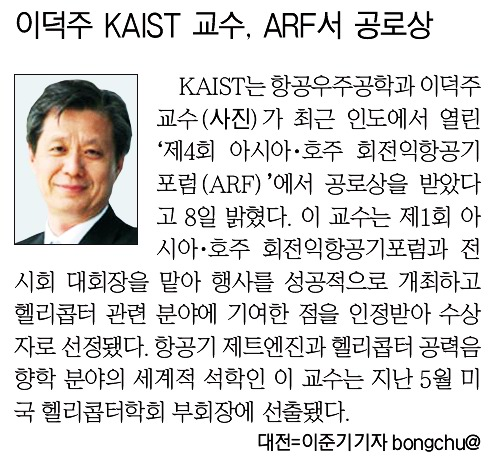 이덕주 KAIST 교수, ARF서 공로상
KAIST는 항공우주공학과 이덕주
교수(사진)가 최근 인도에서 열린
‘제4회 아시아·호주 회전익항공기
포럼(ARF)’에서 공로상을 받았다
고 8일 밝혔다. 이 교수는 제1회 아
시아·호주 회전익항공기포럼과 전
시회 대회장을 맡아 행사를 성공적으로 개최하고
헬리콥터 관련 분야에 기여한 점을 인정받아 수상
자로 선정됐다. 항공기 제트엔진과 헬리콥터 공력음
향학 분야의 세계적 석학인 이 교수는 지난 5월 미
국 헬리콥터학회 부회장에 선출됐다.
대전=이준기기자 bongchu@